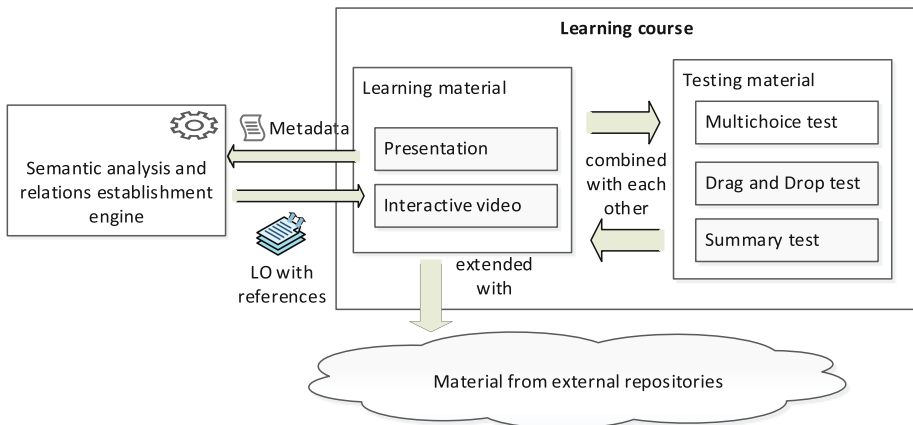 Learning course
Learning material
Testing material
Metadata
Presentation
Multichoice test
Semantic analysis and
relations establishment
engine
combined
with each
other
Interactive video
Drag and Drop test
Summary test
LO with
references
extended
with
Material from external repositories